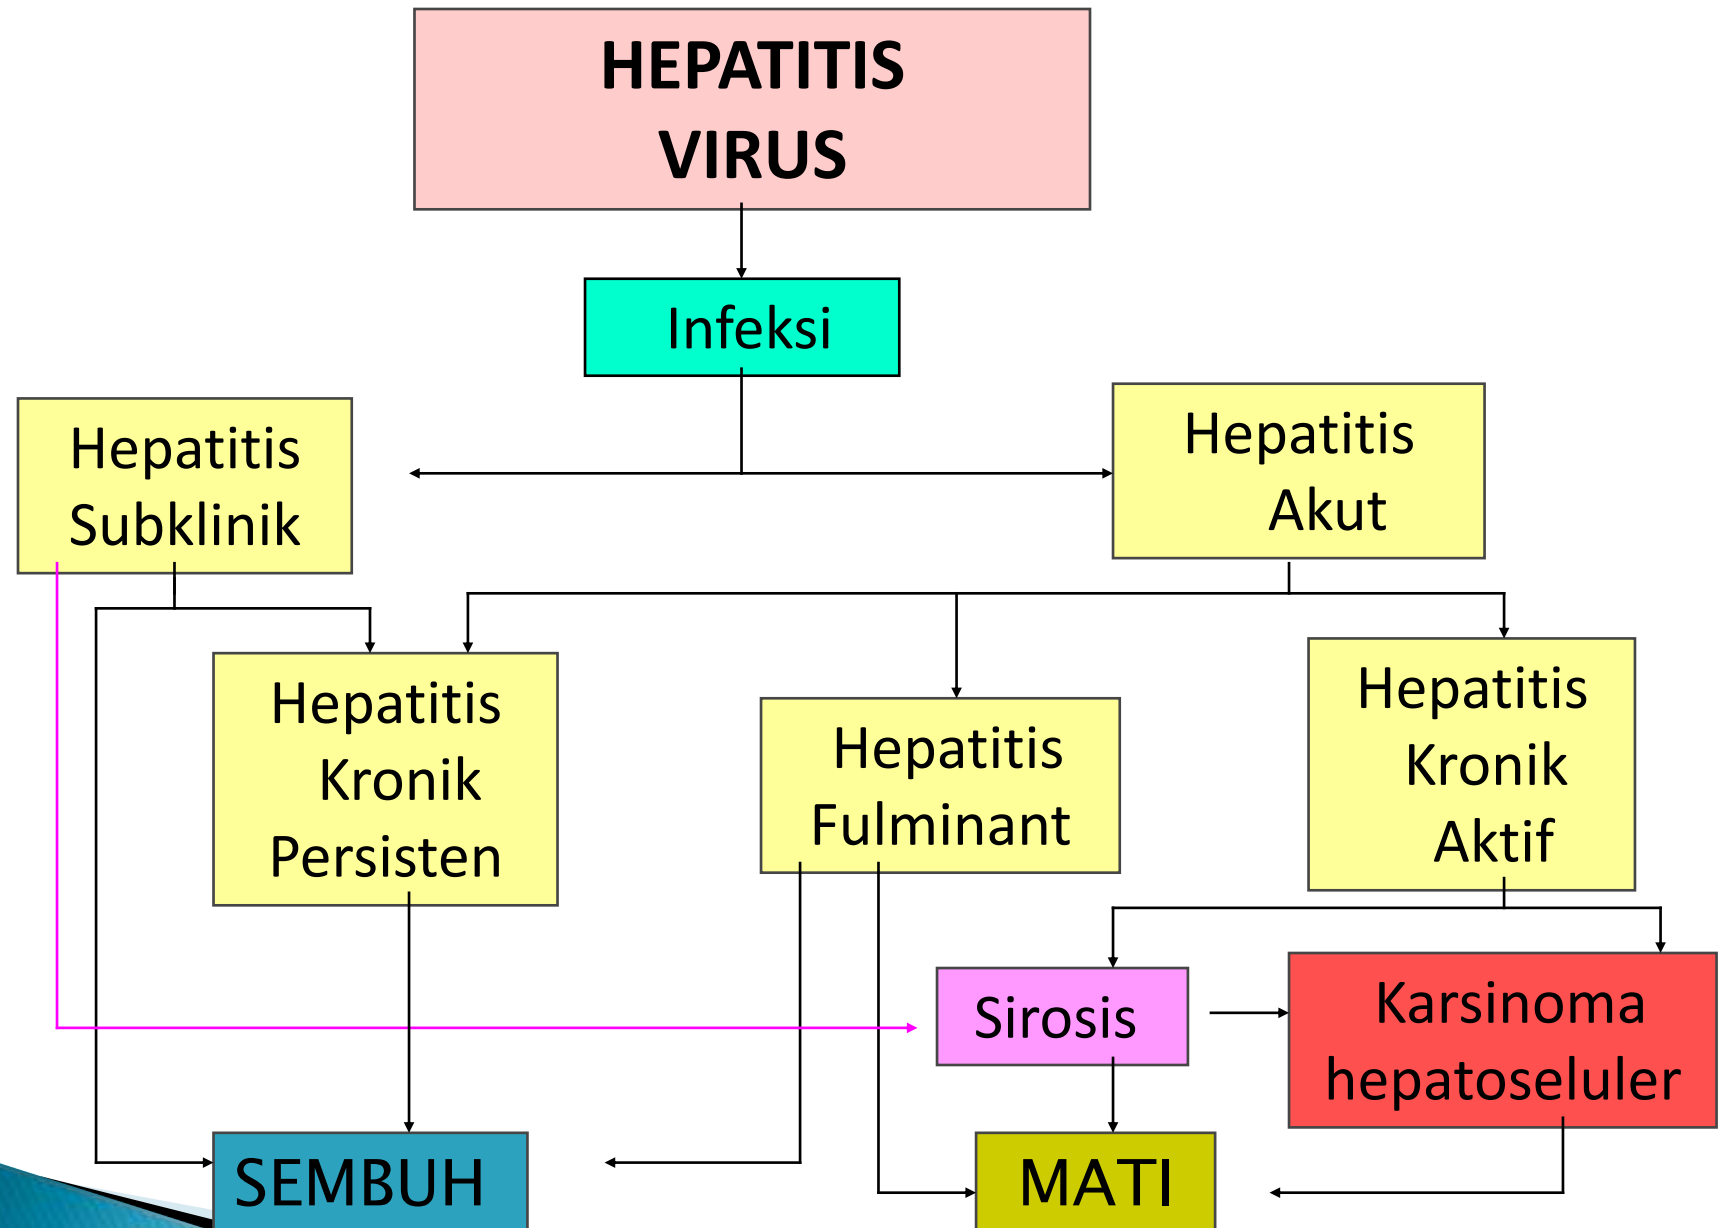 HEPATITIS
VIRUS
Infeksi
Hepatitis
Subklinik
Hepatitis
Akut
Hepatitis
Kronik
Persisten
Hepatitis
Fulminant
Hepatitis
Kronik
Aktif
Sirosis
Karsinoma
hepatoseluler
SEMBUH
MATI